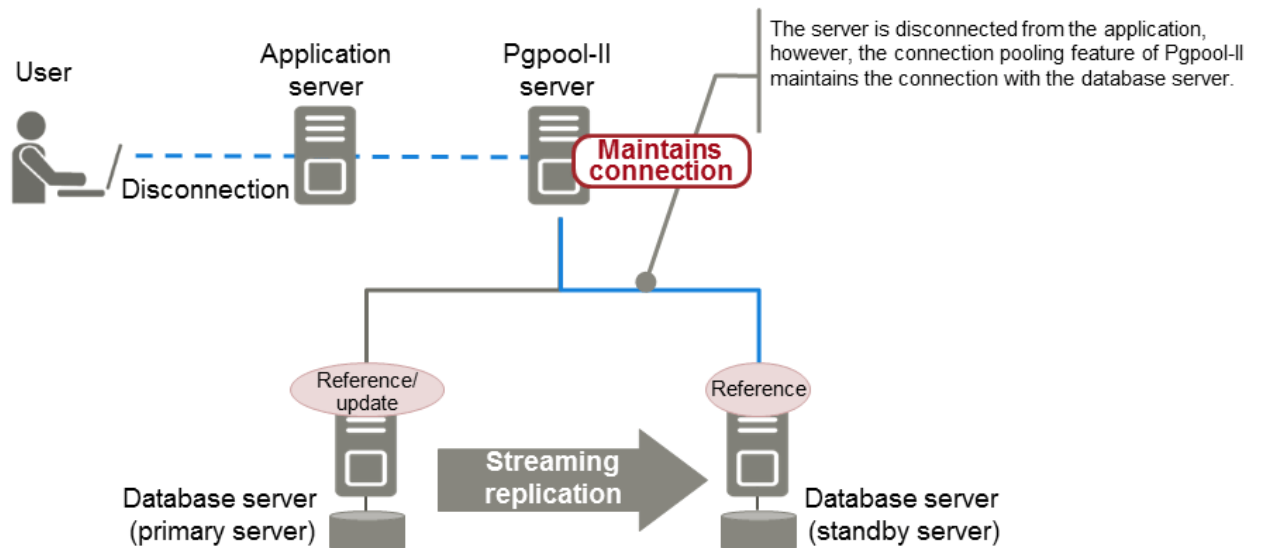 The server is disconnected from the application,
however, the connection pooling feature of Pgpool-II
maintains the connection with the database server.
User
Application
server
Pgpool-II
server
Maintains
connection
Disconnection
Reference/
update
Reference
Streaming
replication
Database server
(primary server)
Database server
(standby server)